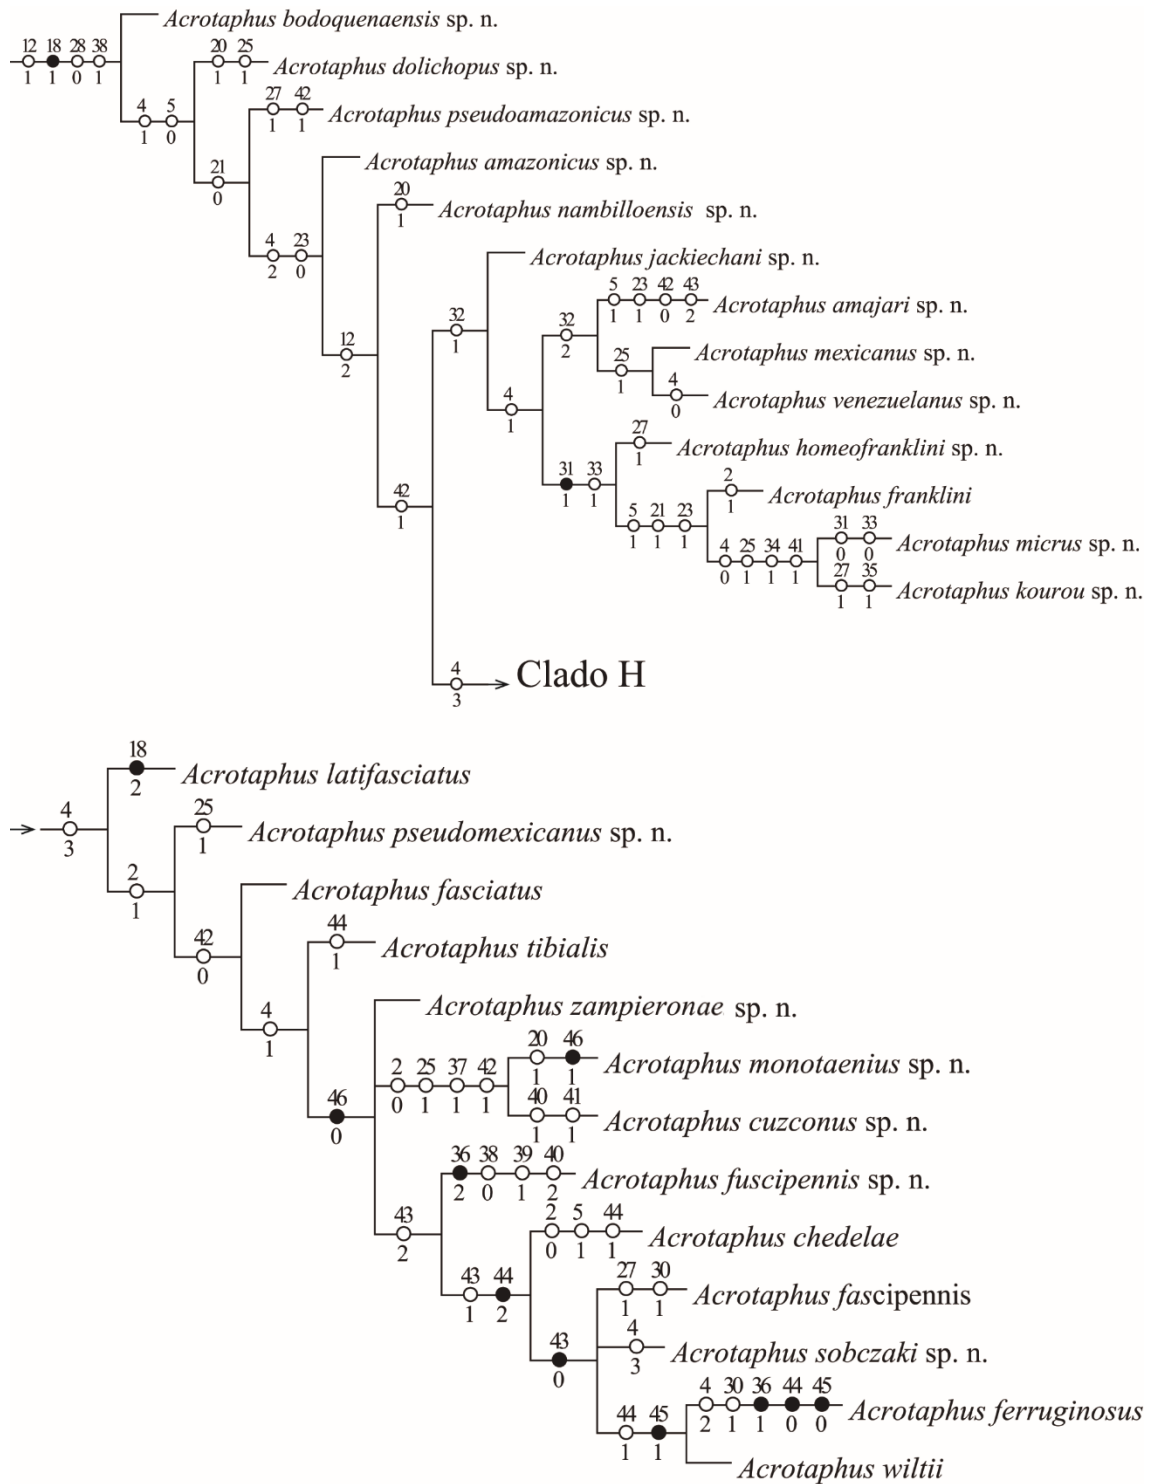 Acrotaphus bodoquenaensis sp. n.
12 18 28 38
1 1 0 1
20 25
1 1
Acrotaphus dolichopus sp. n.
4 5
1 0
27 42
1 1
Acrotaphus pseudoamazonicus sp. n.
21
0
Acrotaphus amazonicus sp. n.
4 23
2 0
20
1
Acrotaphus nambilloensis sp. n.
12
2
Acrotaphus jackiechani sp. n.
32
1
5 23 42 43
1 1 0 2
Acrotaphus amajari sp. n.
32
2
Acrotaphus mexicanus sp. n.
25
1
4
0
Acrotaphus venezuelanus sp. n.
4
1
27
1
Acrotaphus homeofranklini sp. n.
31 33
1 1
2
1
Acrotaphus franklini
42
1
5 21 23
1 1 1
31 33
0 0
Acrotaphus micrus sp. n.
4 25 34 41
0 1 1 1
27 35
1 1
Acrotaphus kourou sp. n.
4
3
Clado H
18
2
Acrotaphus latifasciatus
4
3
25
1
Acrotaphus pseudomexicanus sp. n.
2
1
Acrotaphus fasciatus
42
0
44
1
Acrotaphus tibialis
4
1
Acrotaphus zampieronae sp. n.
20 46
1 1
Acrotaphus monotaenius sp. n.
2 25 37 42
0 1 1 1
46
0
40 41
1 1
Acrotaphus cuzconus sp. n.
36 38 39 40
2 0 1 2
Acrotaphus fuscipennis sp. n.
43
2
2 5 44
0 1 1
Acrotaphus chedelae
43 44
1 2
27 30
1 1
Acrotaphus fascipennis
43
0
4
3
Acrotaphus sobczaki sp. n.
4 30 36 44 45
2 1 1 0 0
Acrotaphus ferruginosus
44 45
1 1
Acrotaphus wiltii